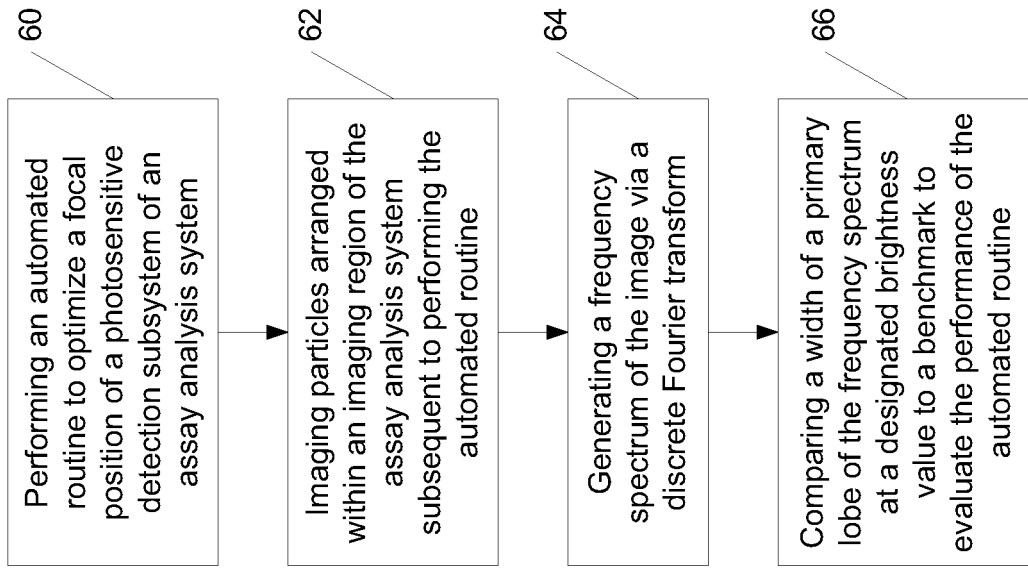 Performing an automated
routine to optimize a focal
position of a photosensitive
detection subsystem of an
assay analysis system
60
Imaging particles arranged
within an imaging region of the
assay analysis system
subsequent to performing the
automated routine
62
Generating a frequency
spectrum of the image via a
discrete Fourier transform
64
Comparing a width of a primary
lobe of the frequency spectrum
at a designated brightness
value to a benchmark to
evaluate the performance of the
automated routine
66